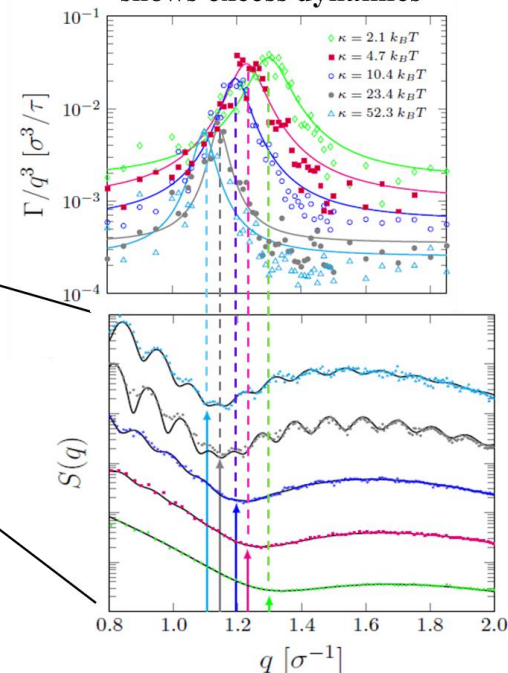 shows excess dynamics
10⁻¹
κ = 2.1 k_BT
κ = 4.7 k_BT
κ = 10.4 k_BT
κ = 23.4 k_BT
κ = 52.3 k_BT
10⁻²
Γ/q³ [σ³/τ]
10⁻³
10⁻⁴
S(q)
0.8 1.0 1.2 1.4 1.6 1.8 2.0
q [σ⁻¹]